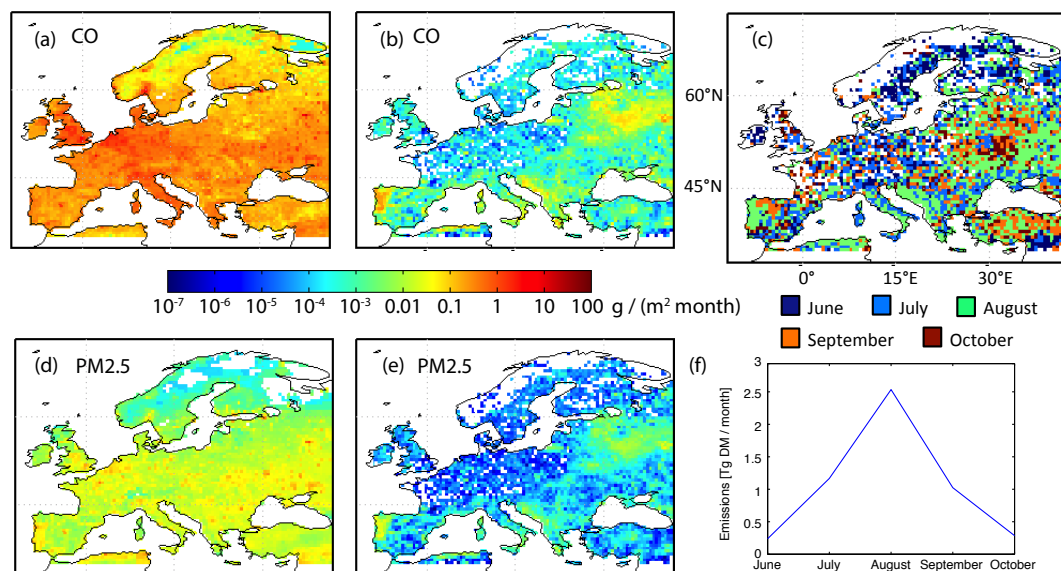 (a) CO
(b) CO
(c)
60°N
45°N
0° 15°E 30°E
10⁻⁷ 10⁻⁶ 10⁻⁵ 10⁻⁴ 10⁻³ 0.01 0.1 1 10 100 g / (m² month)
June July August
September October
(d) PM2.5
(e) PM2.5
(f)
Emissions [Tg DM / month]
3
2.5
2
1.5
1
0.5
0
June July August September October